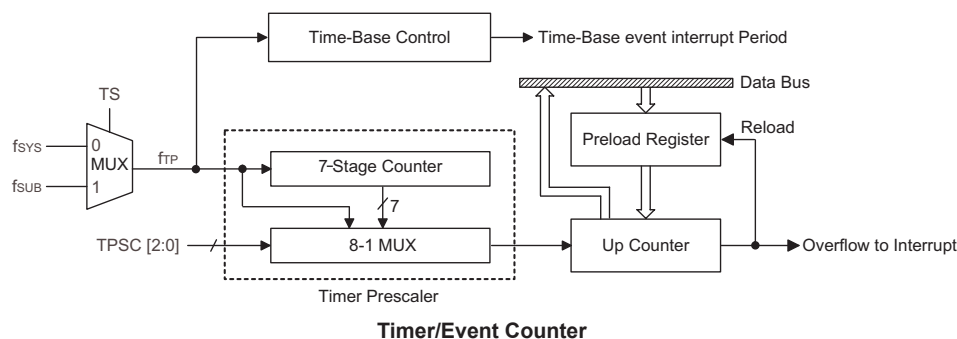 Time-Base Control
Time-Base event interrupt Period
Data Bus
TS
Preload Register
Reload
fSYS
0
MUX
fTP
7-Stage Counter
fSUB
1
7
TPSC [2:0]
8-1 MUX
Up Counter
Overflow to Interrupt
Timer Prescaler
Timer/Event Counter